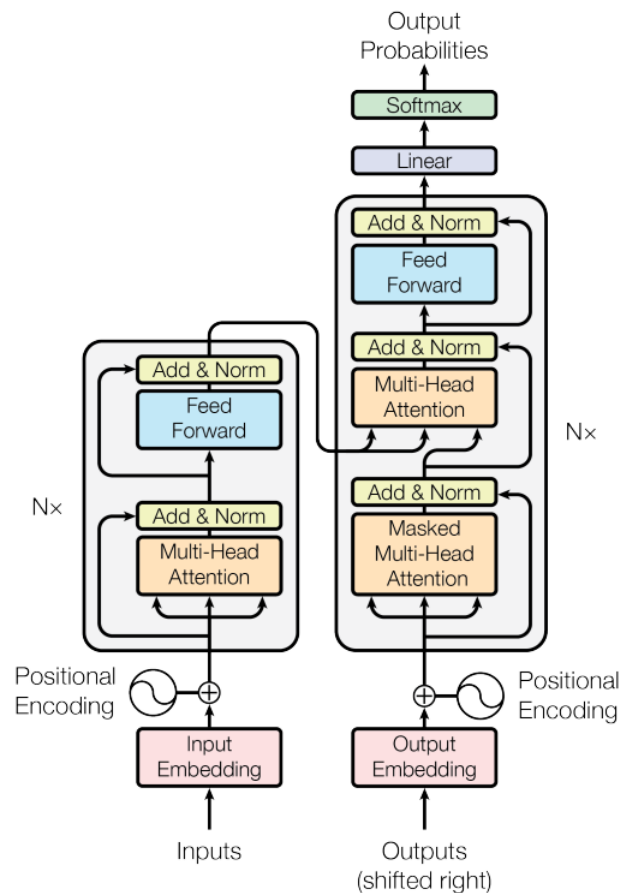 Output
Probabilities
Softmax
Linear
Add & Norm
Feed
Forward
Add & Norm
Multi-Head
Attention
Add & Norm
Masked
Multi-Head
Attention
N×
Add & Norm
Feed
Forward
Add & Norm
Multi-Head
Attention
N×
Positional
Encoding
Positional
Encoding
Input
Embedding
Output
Embedding
Inputs
Outputs
(shifted right)